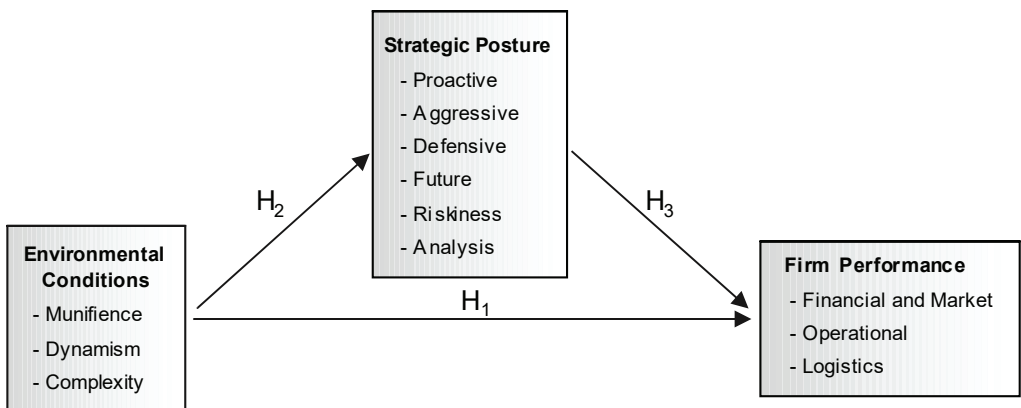 Strategic Posture
- Proactive
- Aggressive
- Defensive
- Future
- Riskiness
- Analysis
H2
H3
Environmental
Conditions
- Munifience
- Dynamism
- Complexity
H1
Firm Performance
- Financial and Market
- Operational
- Logistics